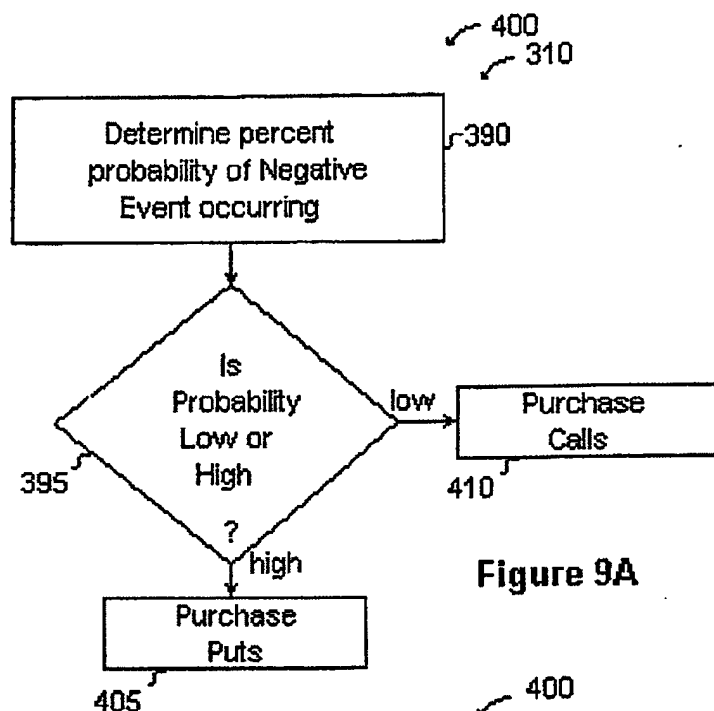 400
310
Determine percent
probability of Negative
Event occurring
390
Is
Probability
Low or
High
?
low
Purchase
Calls
395
410
high
Figure 9A
Purchase
Puts
405
400